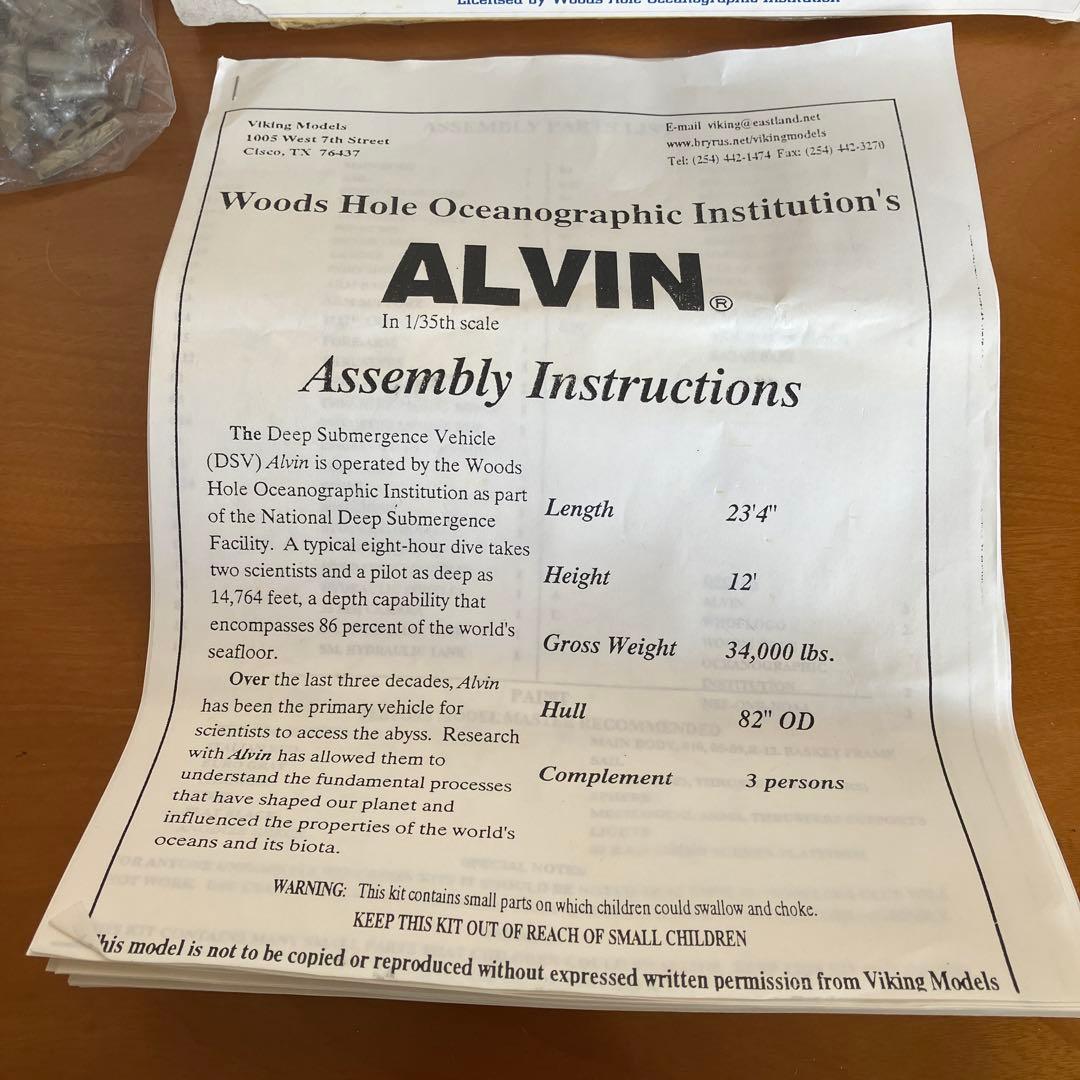 Licensed by Woods Hole Oceanographic Institution
Viking Models
1005 West 7th Street
Cisco, TX 76437
E-mail viking@eastland.net
www.bryrus.net/vikingmodels
Tel: (254) 442-1474 Fax: (254) 442-3270
Woods Hole Oceanographic Institution's
ALVIN®
In 1/35th scale
Assembly Instructions
The Deep Submergence Vehicle
(DSV) Alvin is operated by the Woods
Hole Oceanographic Institution as part
of the National Deep Submergence
Facility. A typical eight-hour dive takes
two scientists and a pilot as deep as
14,764 feet, a depth capability that
encompasses 86 percent of the world's
seafloor.
Over the last three decades, Alvin
has been the primary vehicle for
scientists to access the abyss. Research
with Alvin has allowed them to
understand the fundamental processes
that have shaped our planet and
influenced the properties of the world's
oceans and its biota.
Length 23'4"
Height 12'
Gross Weight 34,000 lbs.
Hull 82" OD
Complement 3 persons
WARNING: This kit contains small parts on which children could swallow and choke.
KEEP THIS KIT OUT OF REACH OF SMALL CHILDREN
his model is not to be copied or reproduced without expressed written permission from Viking Models